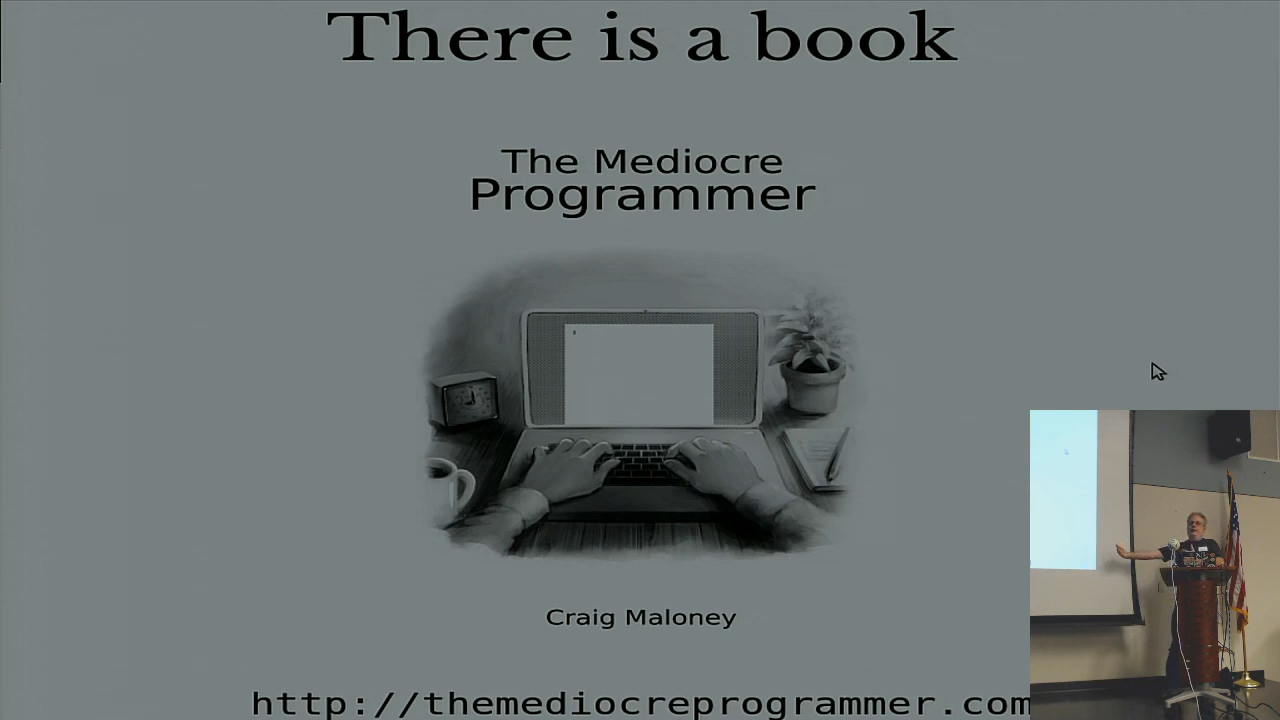 There is a book
The Mediocre
Programmer
Craig Maloney
http://themediocreprogrammer.com